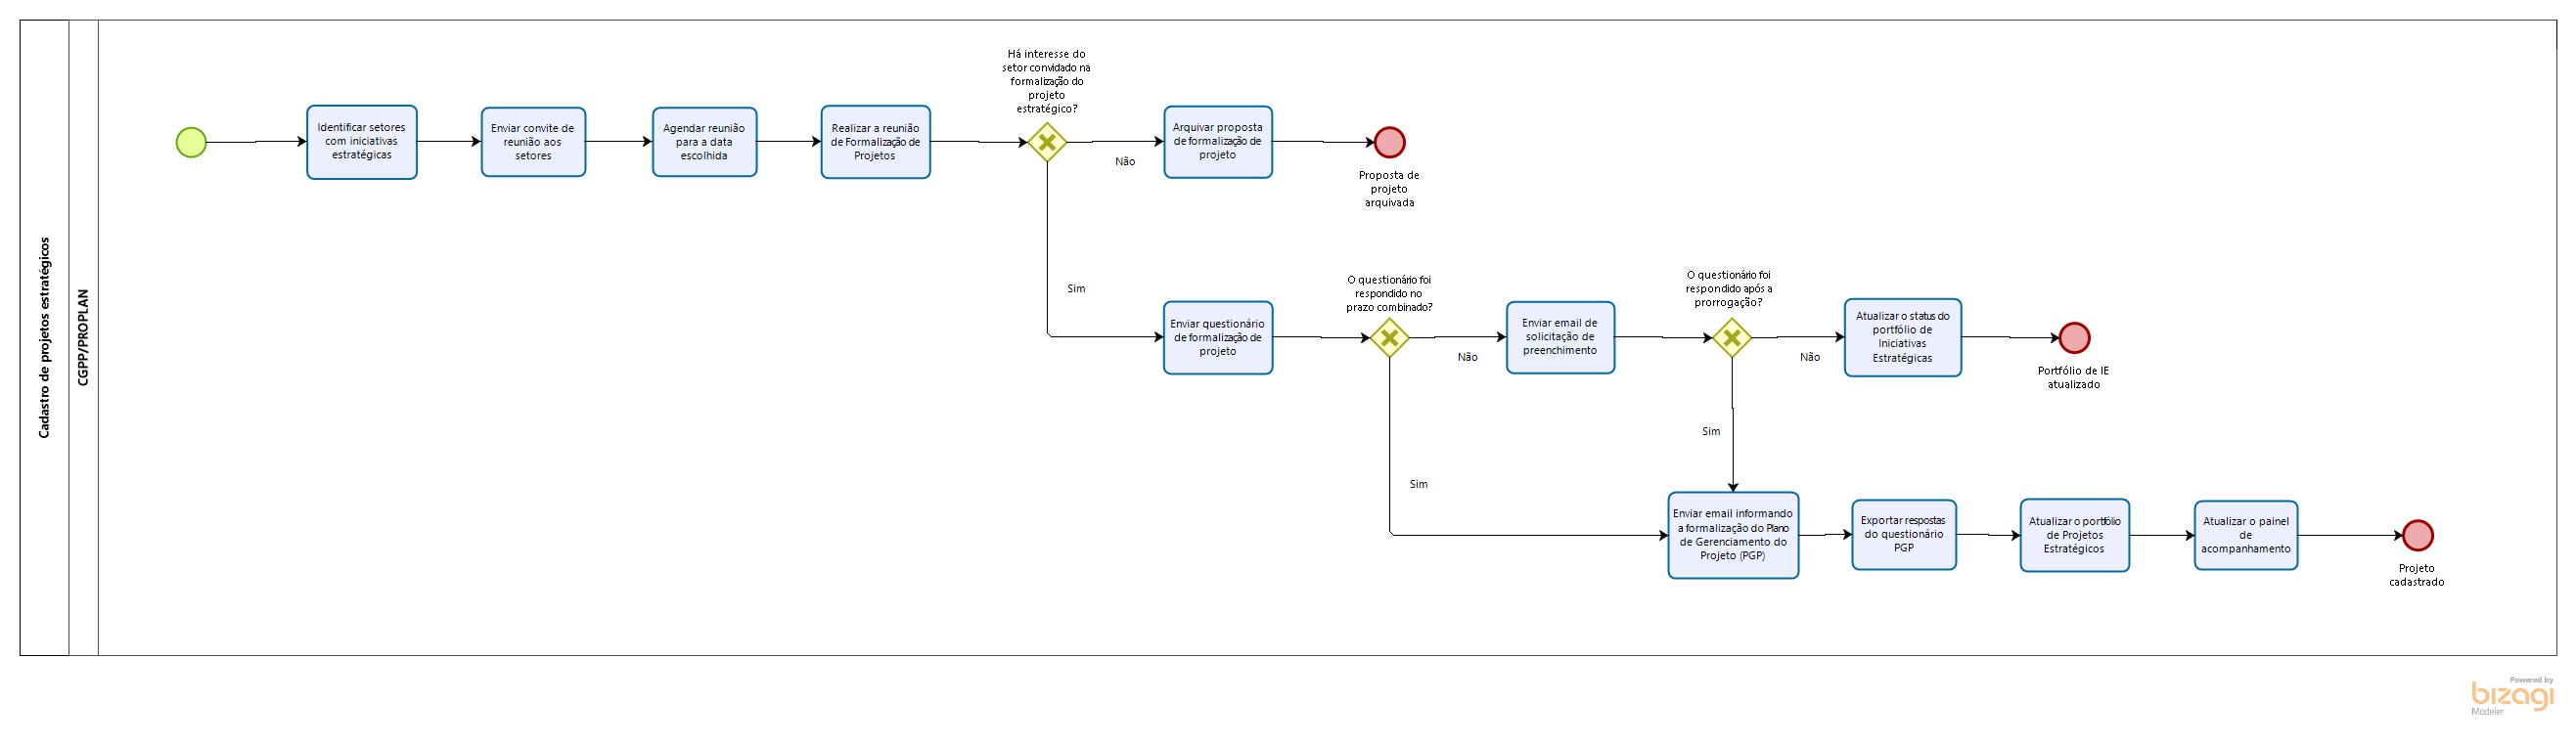 Cadastro de projetos estratégicos
CGPP/PROPLAN
Identificar setores
com iniciativas
estratégicas
Enviar convite de
reunião aos
setores
Agendar reunião
para a data
escolhida
Realizar a reunião
de Formalização de
Projetos
Há interesse do
setor convidado na
formalização do
projeto
estratégico?
Não
Arquivar proposta
de formalização de
projeto
Proposta de
projeto
arquivada
Sim
Enviar questionário
de formalização de
projeto
O questionário foi
respondido no
prazo combinado?
Não
Enviar email de
solicitação de
preenchimento
O questionário foi
respondido após a
prorrogação?
Não
Atualizar o status do
portfólio de
Iniciativas
Estratégicas
Portfólio de IE
atualizado
Sim
Sim
Enviar email informando
a formalização do Plano
de Gerenciamento do
Projeto (PGP)
Exportar respostas
do questionário
PGP
Atualizar o portfólio
de Projetos
Estratégicos
Atualizar o painel
de
acompanhamento
Projeto
cadastrado
Powered by
bizagi
Modeler